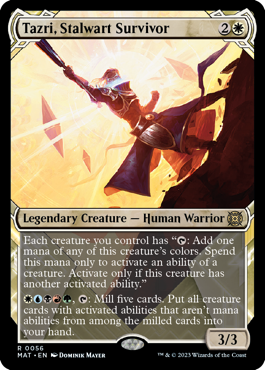 Tazri, Stalwart Survivor 2
Legendary Creature — Human Warrior
Each creature you control has “: Add one
mana of any of this creature's colors. Spend
this mana only to activate an ability of a
creature. Activate only if this creature has
another activated ability.”
, : Mill five cards. Put all creature
cards with activated abilities that aren't mana
abilities from among the milled cards into
your hand.
3/3
R 0056
MAT • EN DOMINIK MAYER
™ & © 2023 Wizards of the Coast